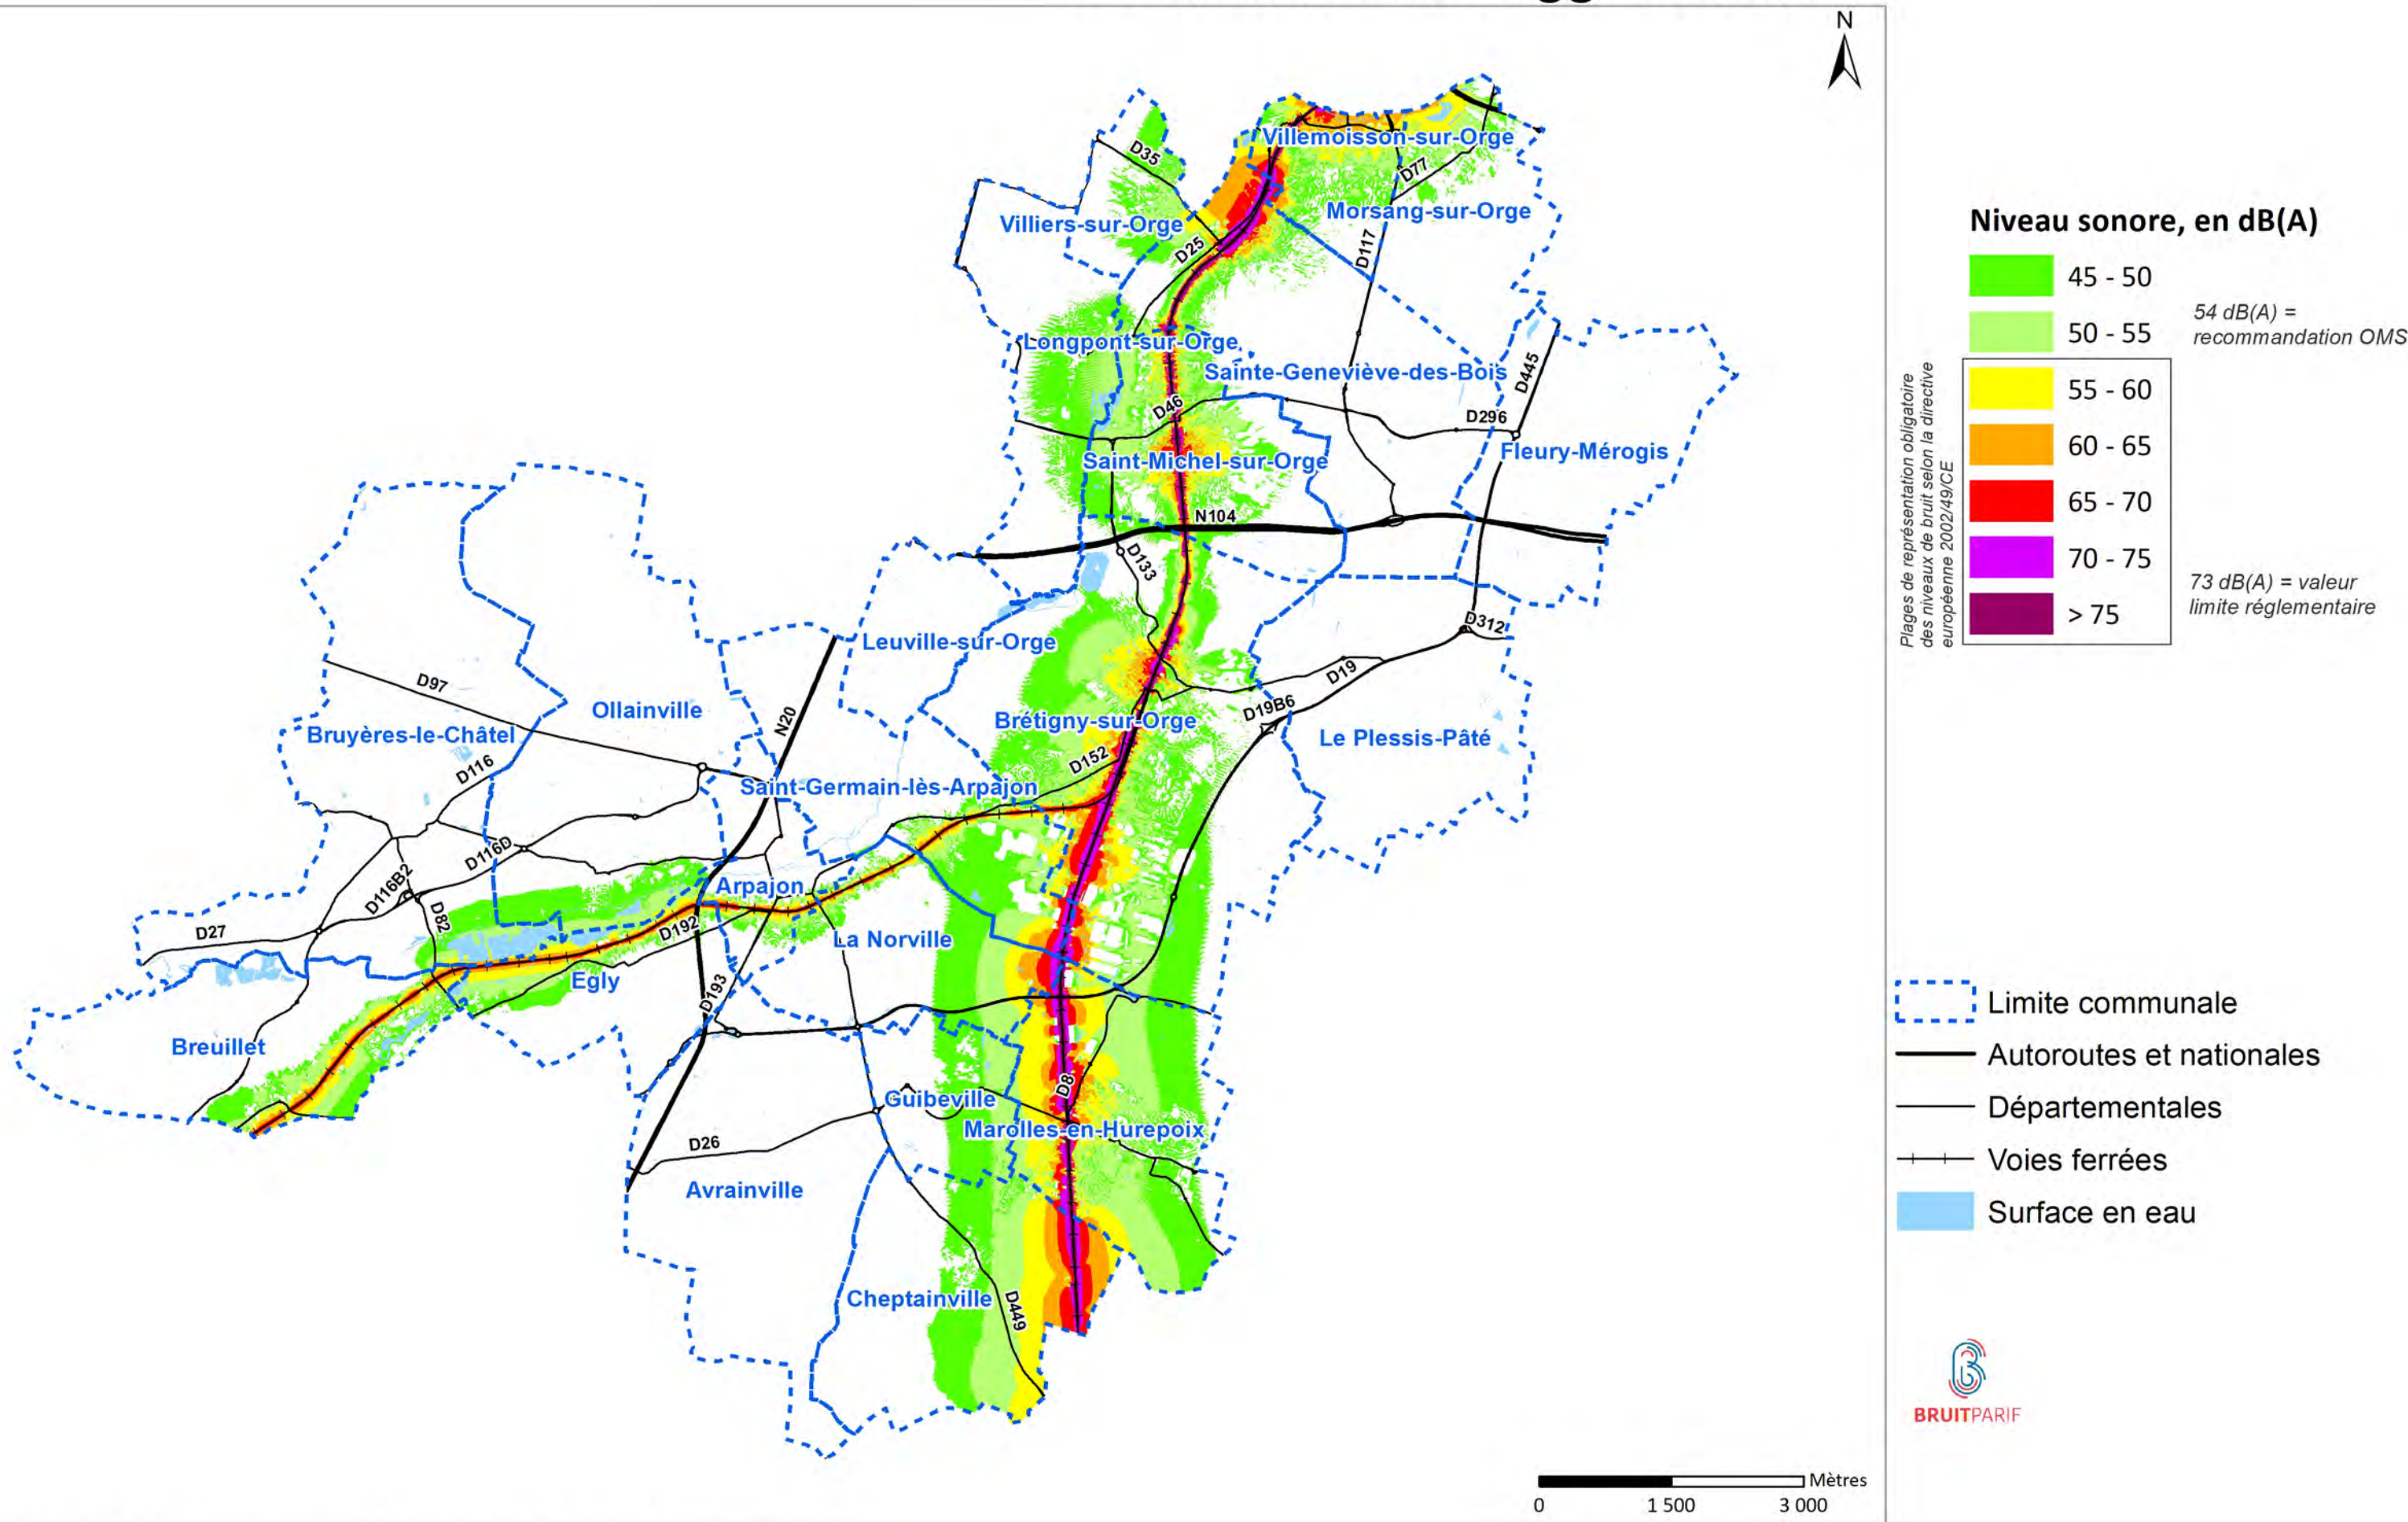 N
Villemoisson-sur-Orge
D35
D77
Morsang-sur-Orge
Villiers-sur-Orge
D25
D117
Longpont-sur-Orge
Sainte-Geneviève-des-Bois
D445
D46
D296
Fleury-Mérogis
Saint-Michel-sur-Orge
N104
D133
D312
Leuville-sur-Orge
D19
D97
Ollainville
N20
Brétigny-sur-Orge
D19B6
Bruyères-le-Châtel
Le Plessis-Pâté
D116
D152
Saint-Germain-lès-Arpajon
D116D
D116B2
Arpajon
D82
D27
D192
La Norville
Egly
D193
Breuillet
D8
Guibeville
Marolles-en-Hurepoix
D26
Avrainville
Cheptainville
D449
Mètres
0 1 500 3 000
Niveau sonore, en dB(A)
45 - 50
50 - 55
54 dB(A) =
recommandation OMS
55 - 60
60 - 65
65 - 70
70 - 75
> 75
73 dB(A) = valeur
limite réglementaire
Plages de représentation obligatoire
des niveaux de bruit selon la directive
européenne 2002/49/CE
Limite communale
Autoroutes et nationales
Départementales
Voies ferrées
Surface en eau
BRUITPARIF